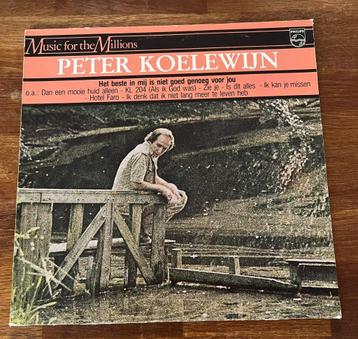 Music for the Millions
PHILIPS
PETER KOELEWIJN
Het beste in mij is niet goed genoeg voor jou
o.a.: Dan een mooie huid alleen - KL 204 (Als ik God was) - Zie je - Is dit alles - Ik kan je missen
- Hotel Faro - Ik denk dat ik niet lang meer te leven heb